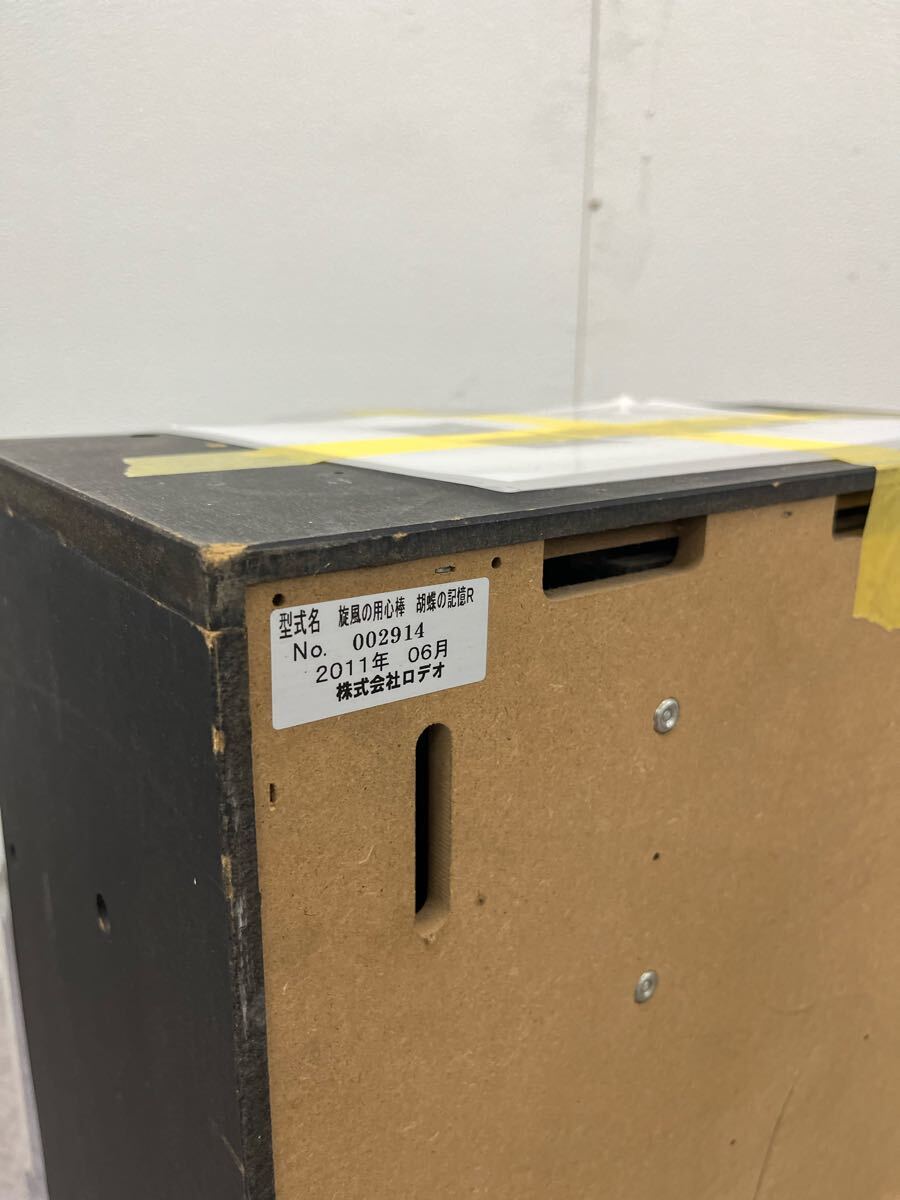 型式名 旋風の用心棒 胡蝶の記憶R
No. 002914
2011年 06月
株式会社ロデオ